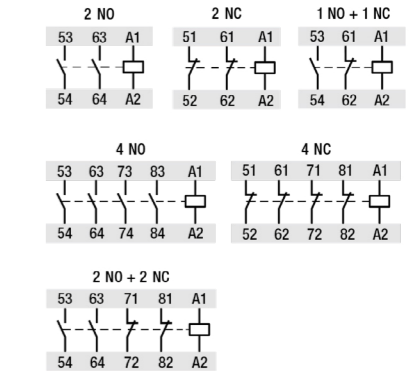 2 NO
53 63 A1
54 64 A2
2 NC
51 61 A1
52 62 A2
1 NO + 1 NC
53 61 A1
54 62 A2
4 NO
53 63 73 83 A1
54 64 74 84 A2
4 NC
51 61 71 81 A1
52 62 72 82 A2
2 NO + 2 NC
53 63 71 81 A1
54 64 72 82 A2